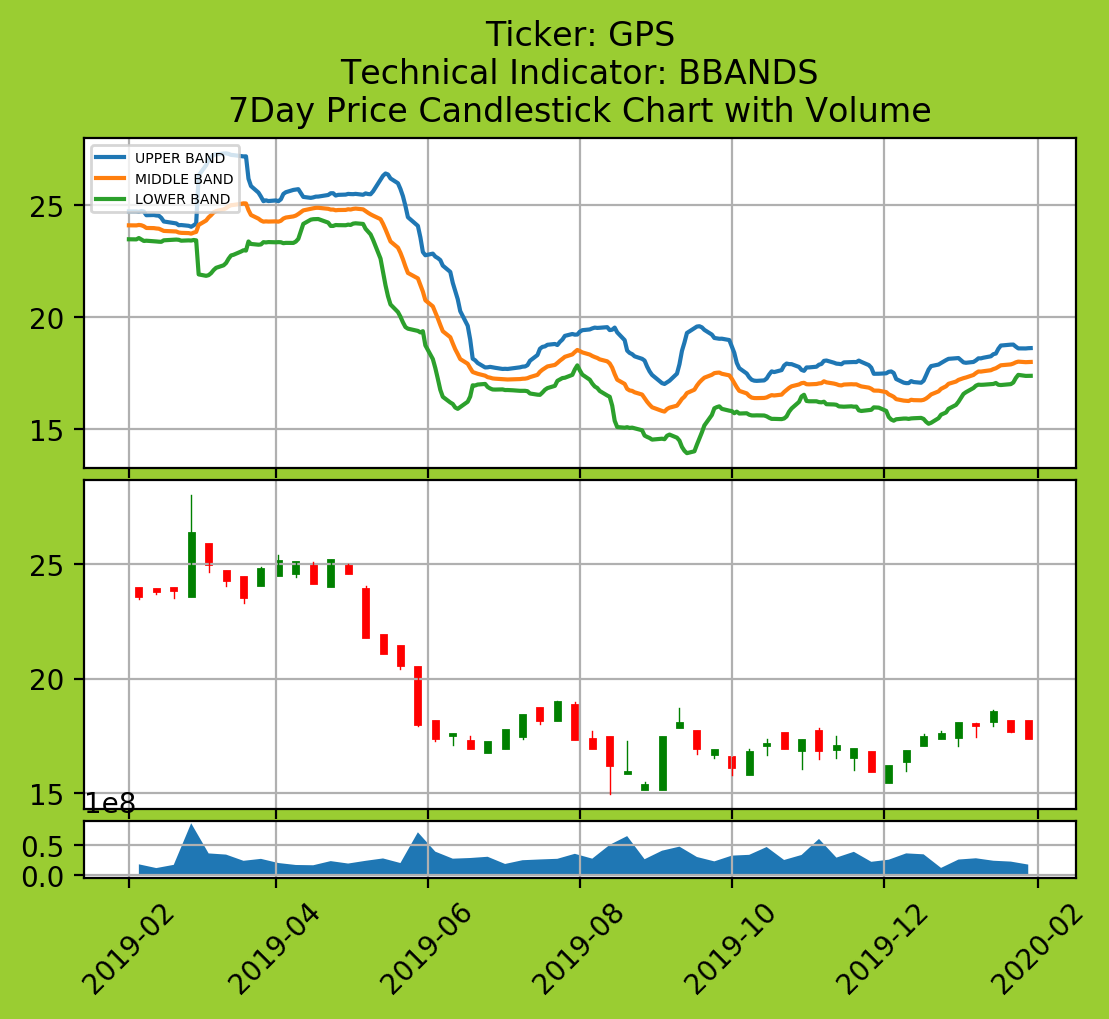 Ticker: GPS
Technical Indicator: BBANDS
7Day Price Candlestick Chart with Volume
UPPER BAND
MIDDLE BAND
LOWER BAND
25
20
15
25
20
15
1e8
0.5
0.0
2019-02
2019-04
2019-06
2019-08
2019-10
2019-12
2020-02